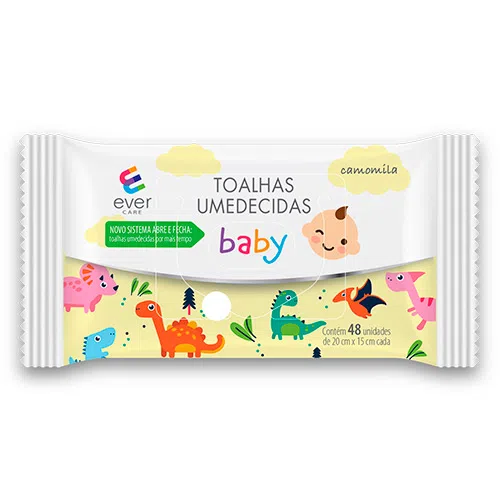 camomila
ever
CARE
TOALHAS
UMEDECIDAS
baby
NOVO SISTEMA ABRE E FECHA:
toalhas umedecidas por mais tempo
Contém 48 unidades
de 20 cm x 15 cm cada